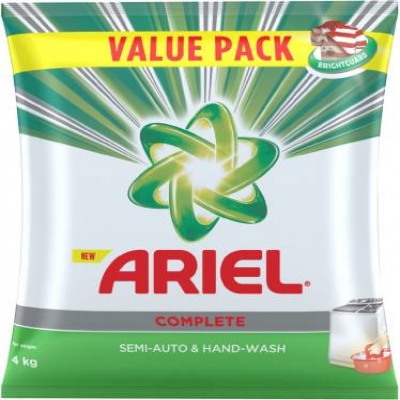 VALUE PACK
BRIGHTGUARD
NEW
ARIEL®
COMPLETE
SEMI-AUTO & HAND-WASH
4 kg